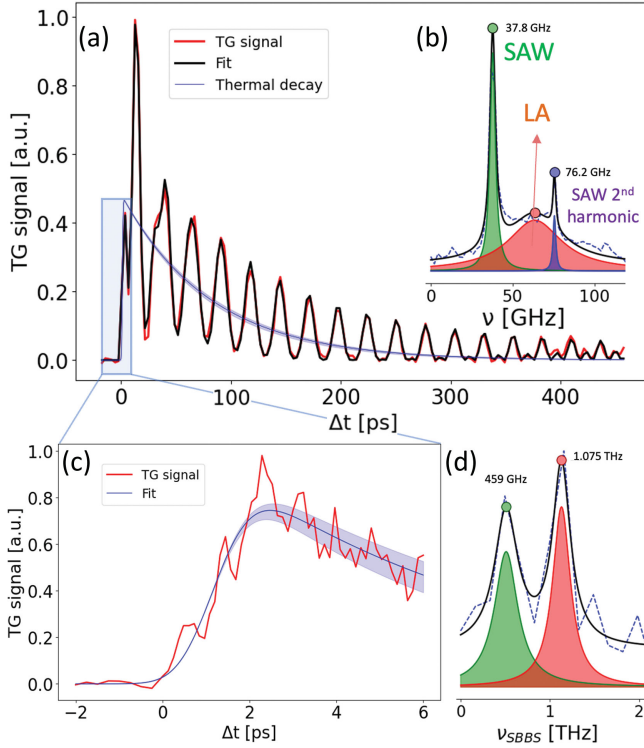 (a)
TG signal
Fit
Thermal decay
TG signal [a.u.]
1.0
0.8
0.6
0.4
0.2
0.0
0
100
200
300
400
Δt [ps]
(b)
37.8 GHz
SAW
LA
76.2 GHz
SAW 2nd
harmonic
0
50
100
ν [GHz]
(c)
TG signal
Fit
TG signal [a.u.]
1.0
0.8
0.6
0.4
0.2
0.0
−2
0
2
4
6
Δt [ps]
(d)
459 GHz
1.075 THz
0
1
2
νSBBS [THz]